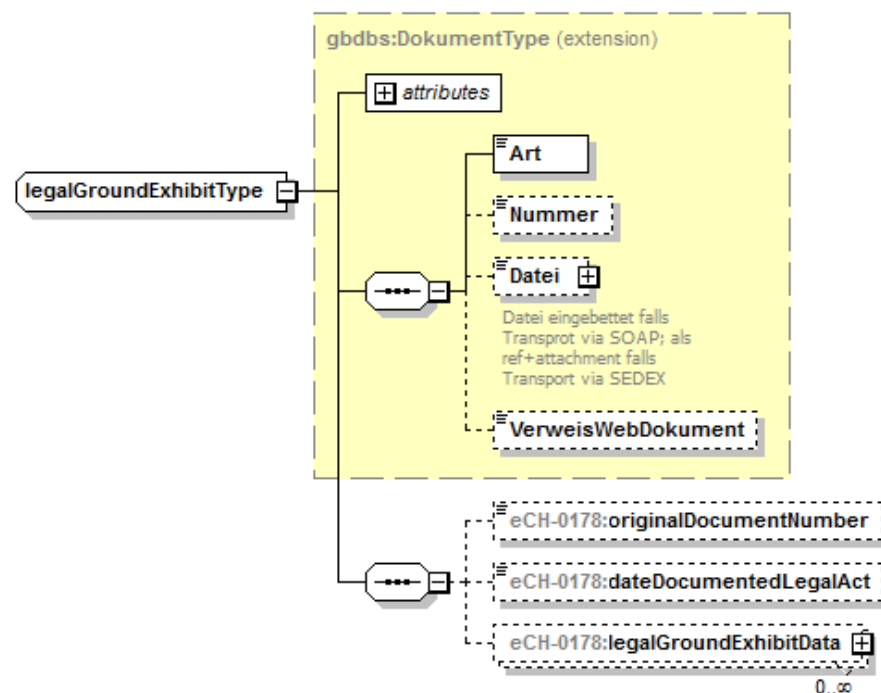 gbdbs:DokumentType (extension)
attributes
legalGroundExhibitType
Art
Nummer
Datei
Datei eingebettet falls
Transprot via SOAP; als
ref+attachment falls
Transport via SEDEX
VerweisWebDokument
eCH-0178:originalDocumentNumber
eCH-0178:dateDocumentedLegalAct
eCH-0178:legalGroundExhibitData
0..∞